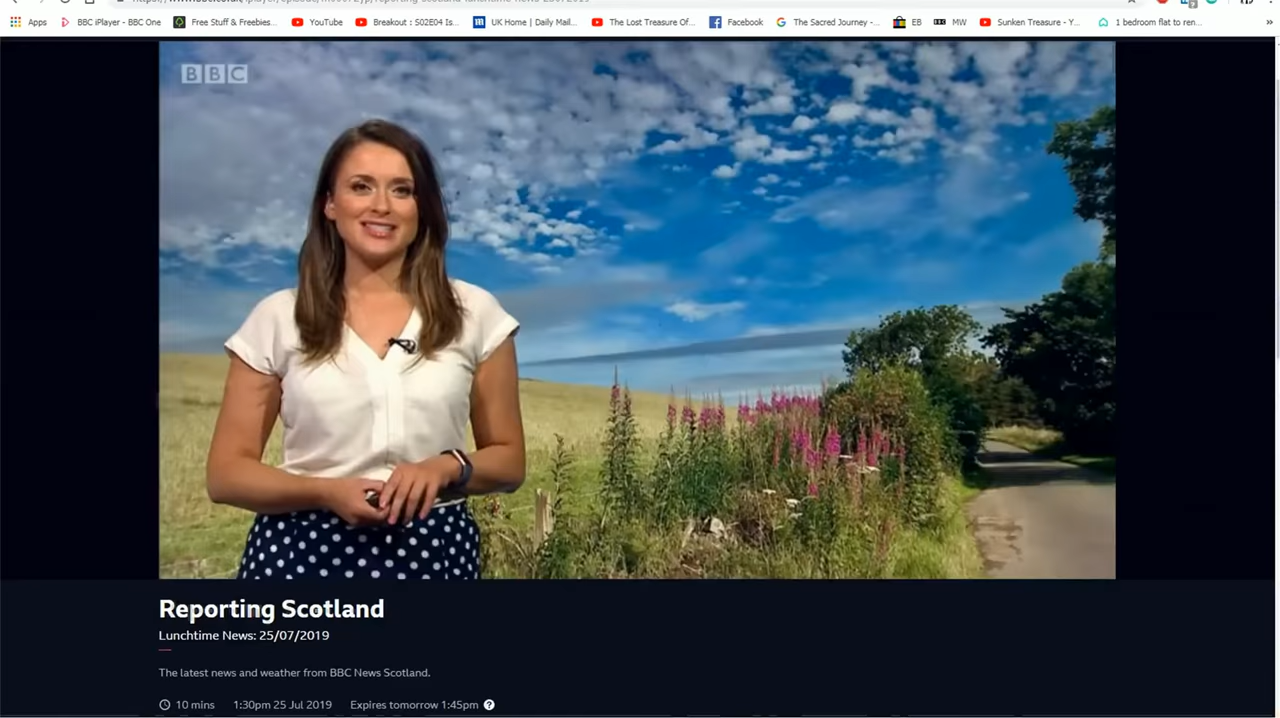 Apps
BBC iPlayer - BBC One
Free Stuff & Freebies...
YouTube
Breakout : S02E04 Is...
UK Home | Daily Mail...
The Lost Treasure Of...
Facebook
The Sacred Journey -...
EB
MW
Sunken Treasure - Y...
1 bedroom flat to ren...
BBC
Reporting Scotland
Lunchtime News: 25/07/2019
The latest news and weather from BBC News Scotland.
10 mins 1:30pm 25 Jul 2019 Expires tomorrow 1:45pm ?